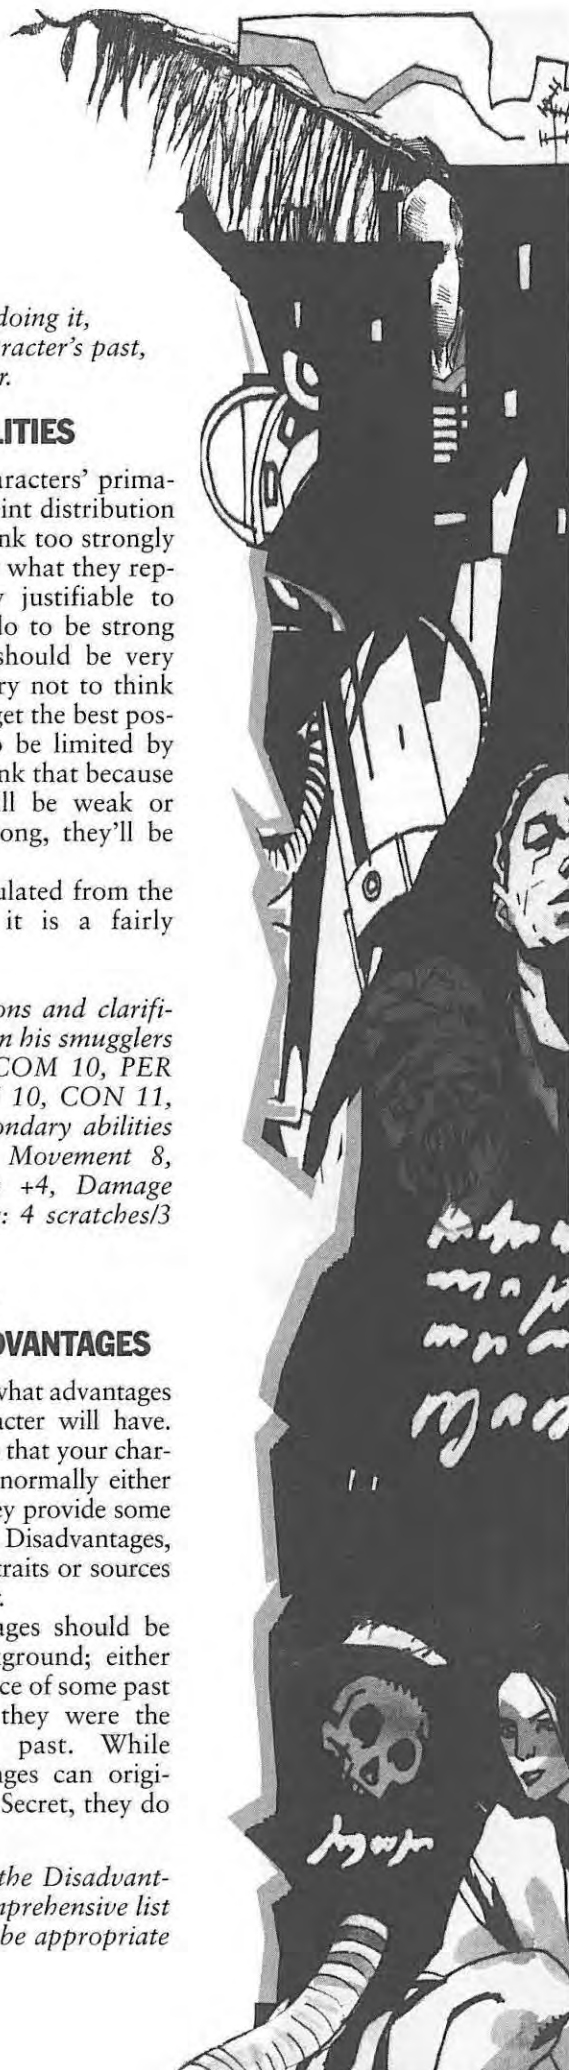 doing it,
racter's past,
r.
LITIES
aracters' prima-
int distribution
nk too strongly
what they rep-
y justifiable to
do to be strong
should be very
ry not to think
get the best pos-
o be limited by
nk that because
ll be weak or
ong, they'll be
ulated from the
it is a fairly
ons and clarifi-
n his smugglers
COM 10, PER
10, CON 11,
ondary abilities
Movement 8,
+4, Damage
: 4 scratches/3
DVANTAGES
what advantages
acter will have.
that your char-
normally either
ey provide some
Disadvantages,
traits or sources
r.
ages should be
ground; either
ce of some past
they were the
past. While
ages can origi-
Secret, they do
the Disadvant-
nprehensive list
be appropriate